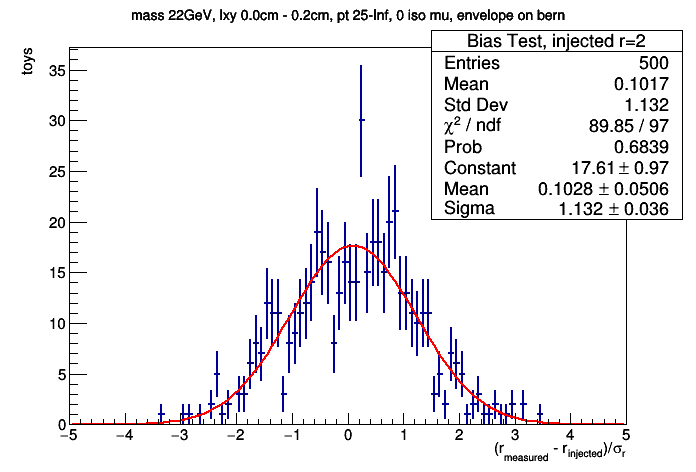 mass 22GeV, lxy 0.0cm - 0.2cm, pt 25-Inf, 0 iso mu, envelope on bern
Bias Test, injected r=2
Entries 500
Mean 0.1017
Std Dev 1.132
χ² / ndf 89.85 / 97
Prob 0.6839
Constant 17.61 ± 0.97
Mean 0.1028 ± 0.0506
Sigma 1.132 ± 0.036
toys
35
30
25
20
15
10
5
0
−5 −4 −3 −2 −1 0 1 2 3 4 5
(r_measured - r_injected)/σ_r